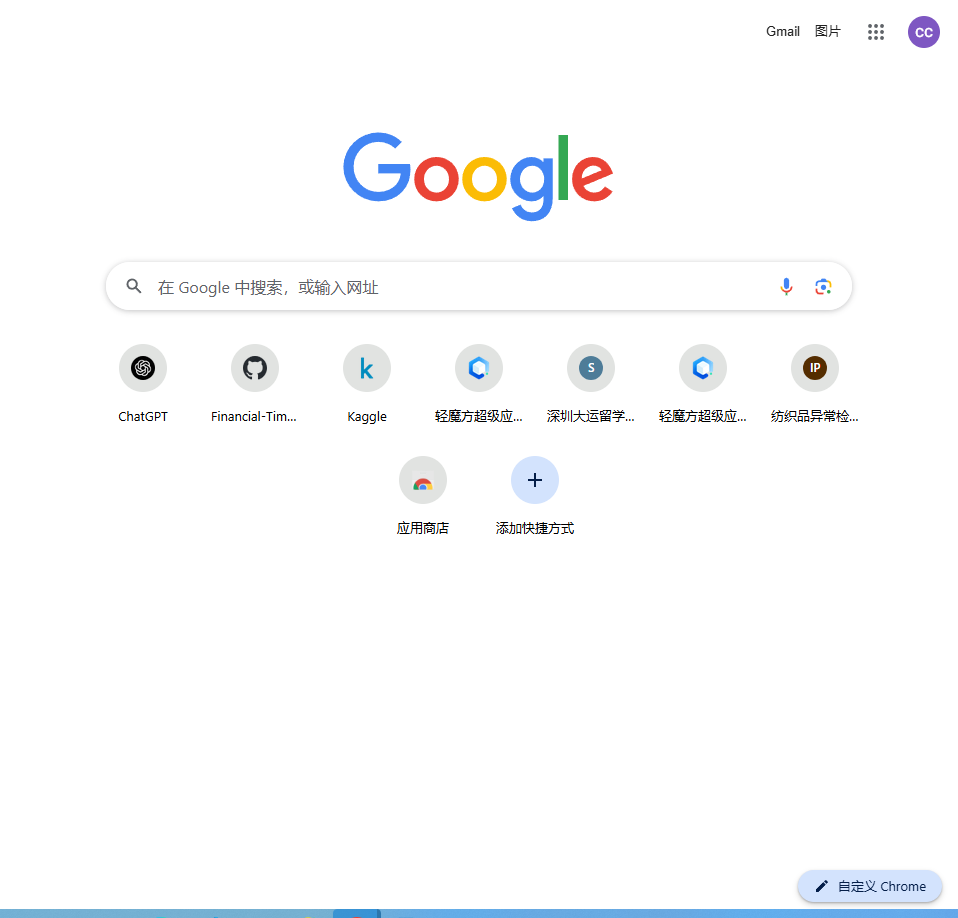 Gmail 图片 CC
Google
在 Google 中搜索，或输入网址
k S IP
ChatGPT Financial-Tim... Kaggle 轻魔方超级应... 深圳大运留学... 轻魔方超级应... 纺织品异常检...
应用商店 添加快捷方式
自定义 Chrome